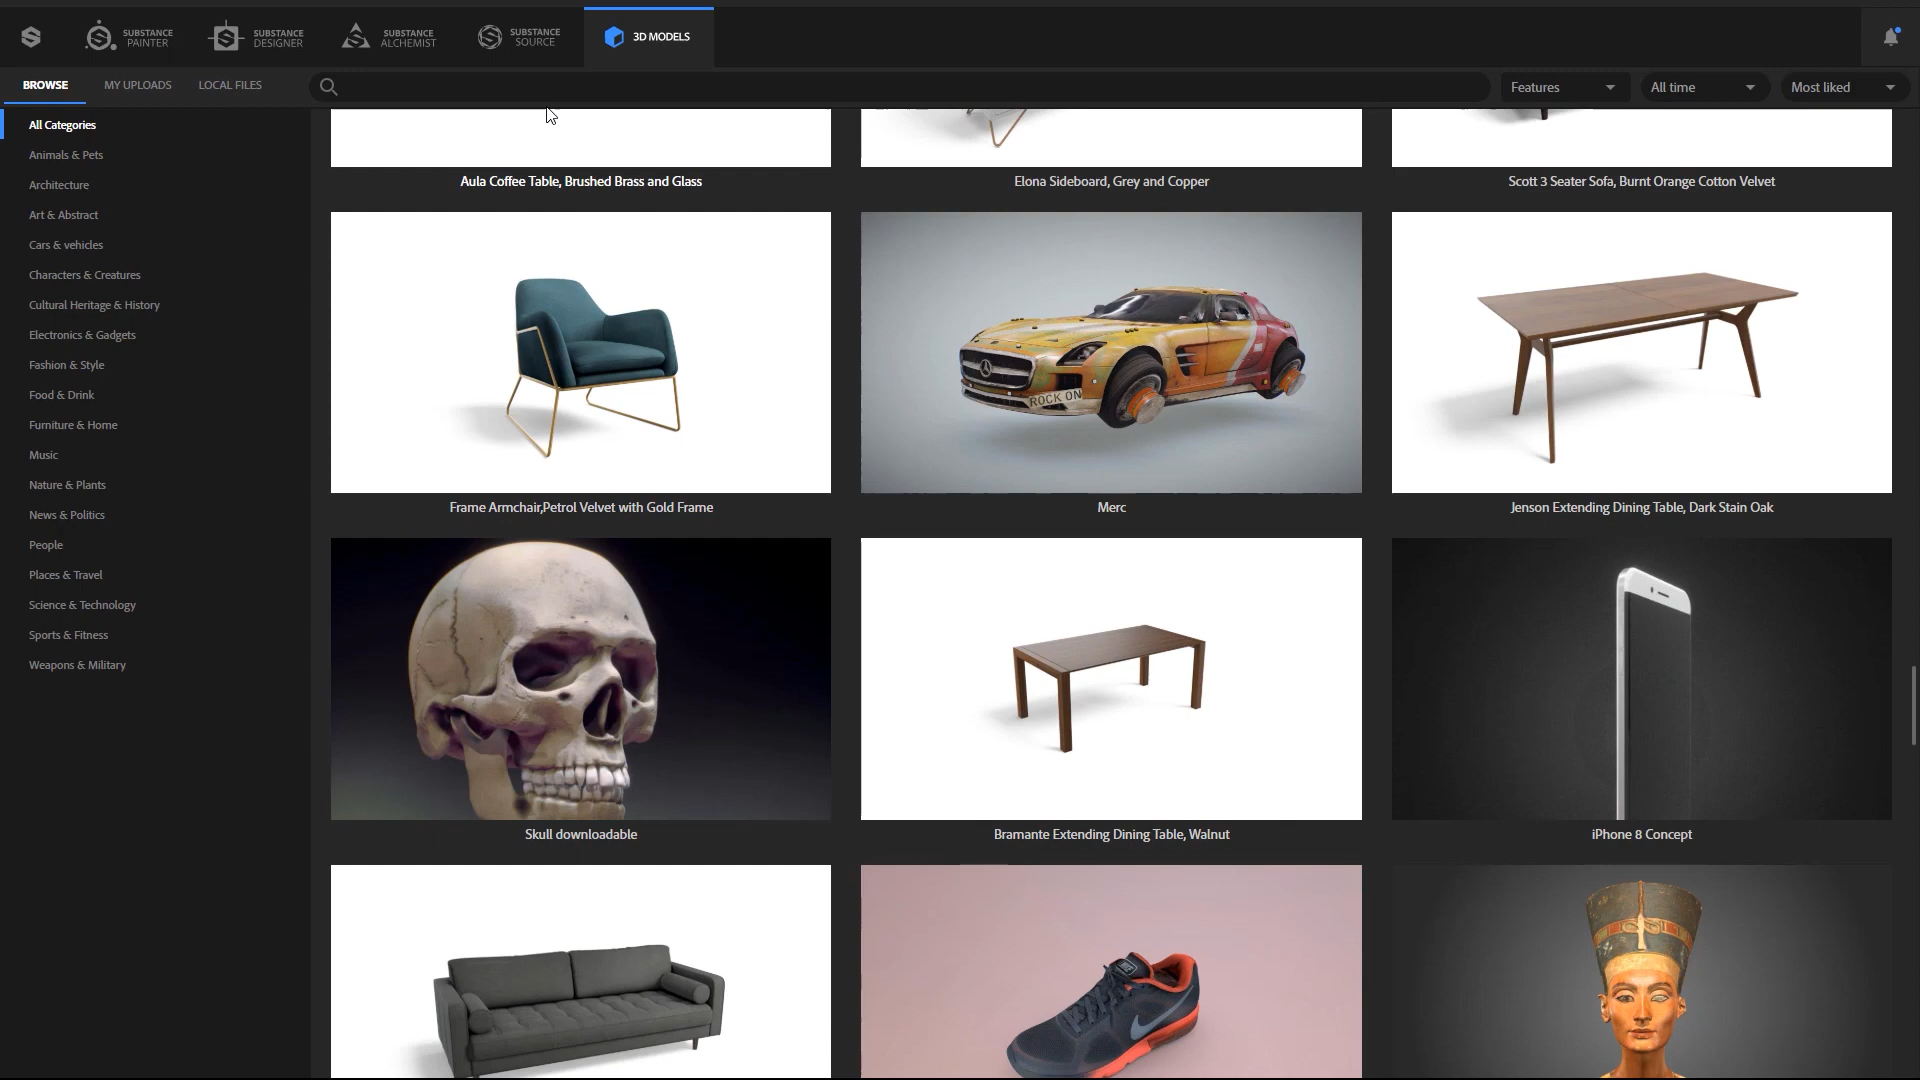 SUBSTANCE
PAINTER
SUBSTANCE
DESIGNER
SUBSTANCE
ALCHEMIST
SUBSTANCE
SOURCE
3D MODELS
BROWSE
MY UPLOADS
LOCAL FILES
Features
All time
Most liked
All Categories
Animals & Pets
Architecture
Art & Abstract
Cars & vehicles
Characters & Creatures
Cultural Heritage & History
Electronics & Gadgets
Fashion & Style
Food & Drink
Furniture & Home
Music
Nature & Plants
News & Politics
People
Places & Travel
Science & Technology
Sports & Fitness
Weapons & Military
Aula Coffee Table, Brushed Brass and Glass
Elona Sideboard, Grey and Copper
Scott 3 Seater Sofa, Burnt Orange Cotton Velvet
ROCK ON
Frame Armchair,Petrol Velvet with Gold Frame
Merc
Jenson Extending Dining Table, Dark Stain Oak
Skull downloadable
Bramante Extending Dining Table, Walnut
iPhone 8 Concept